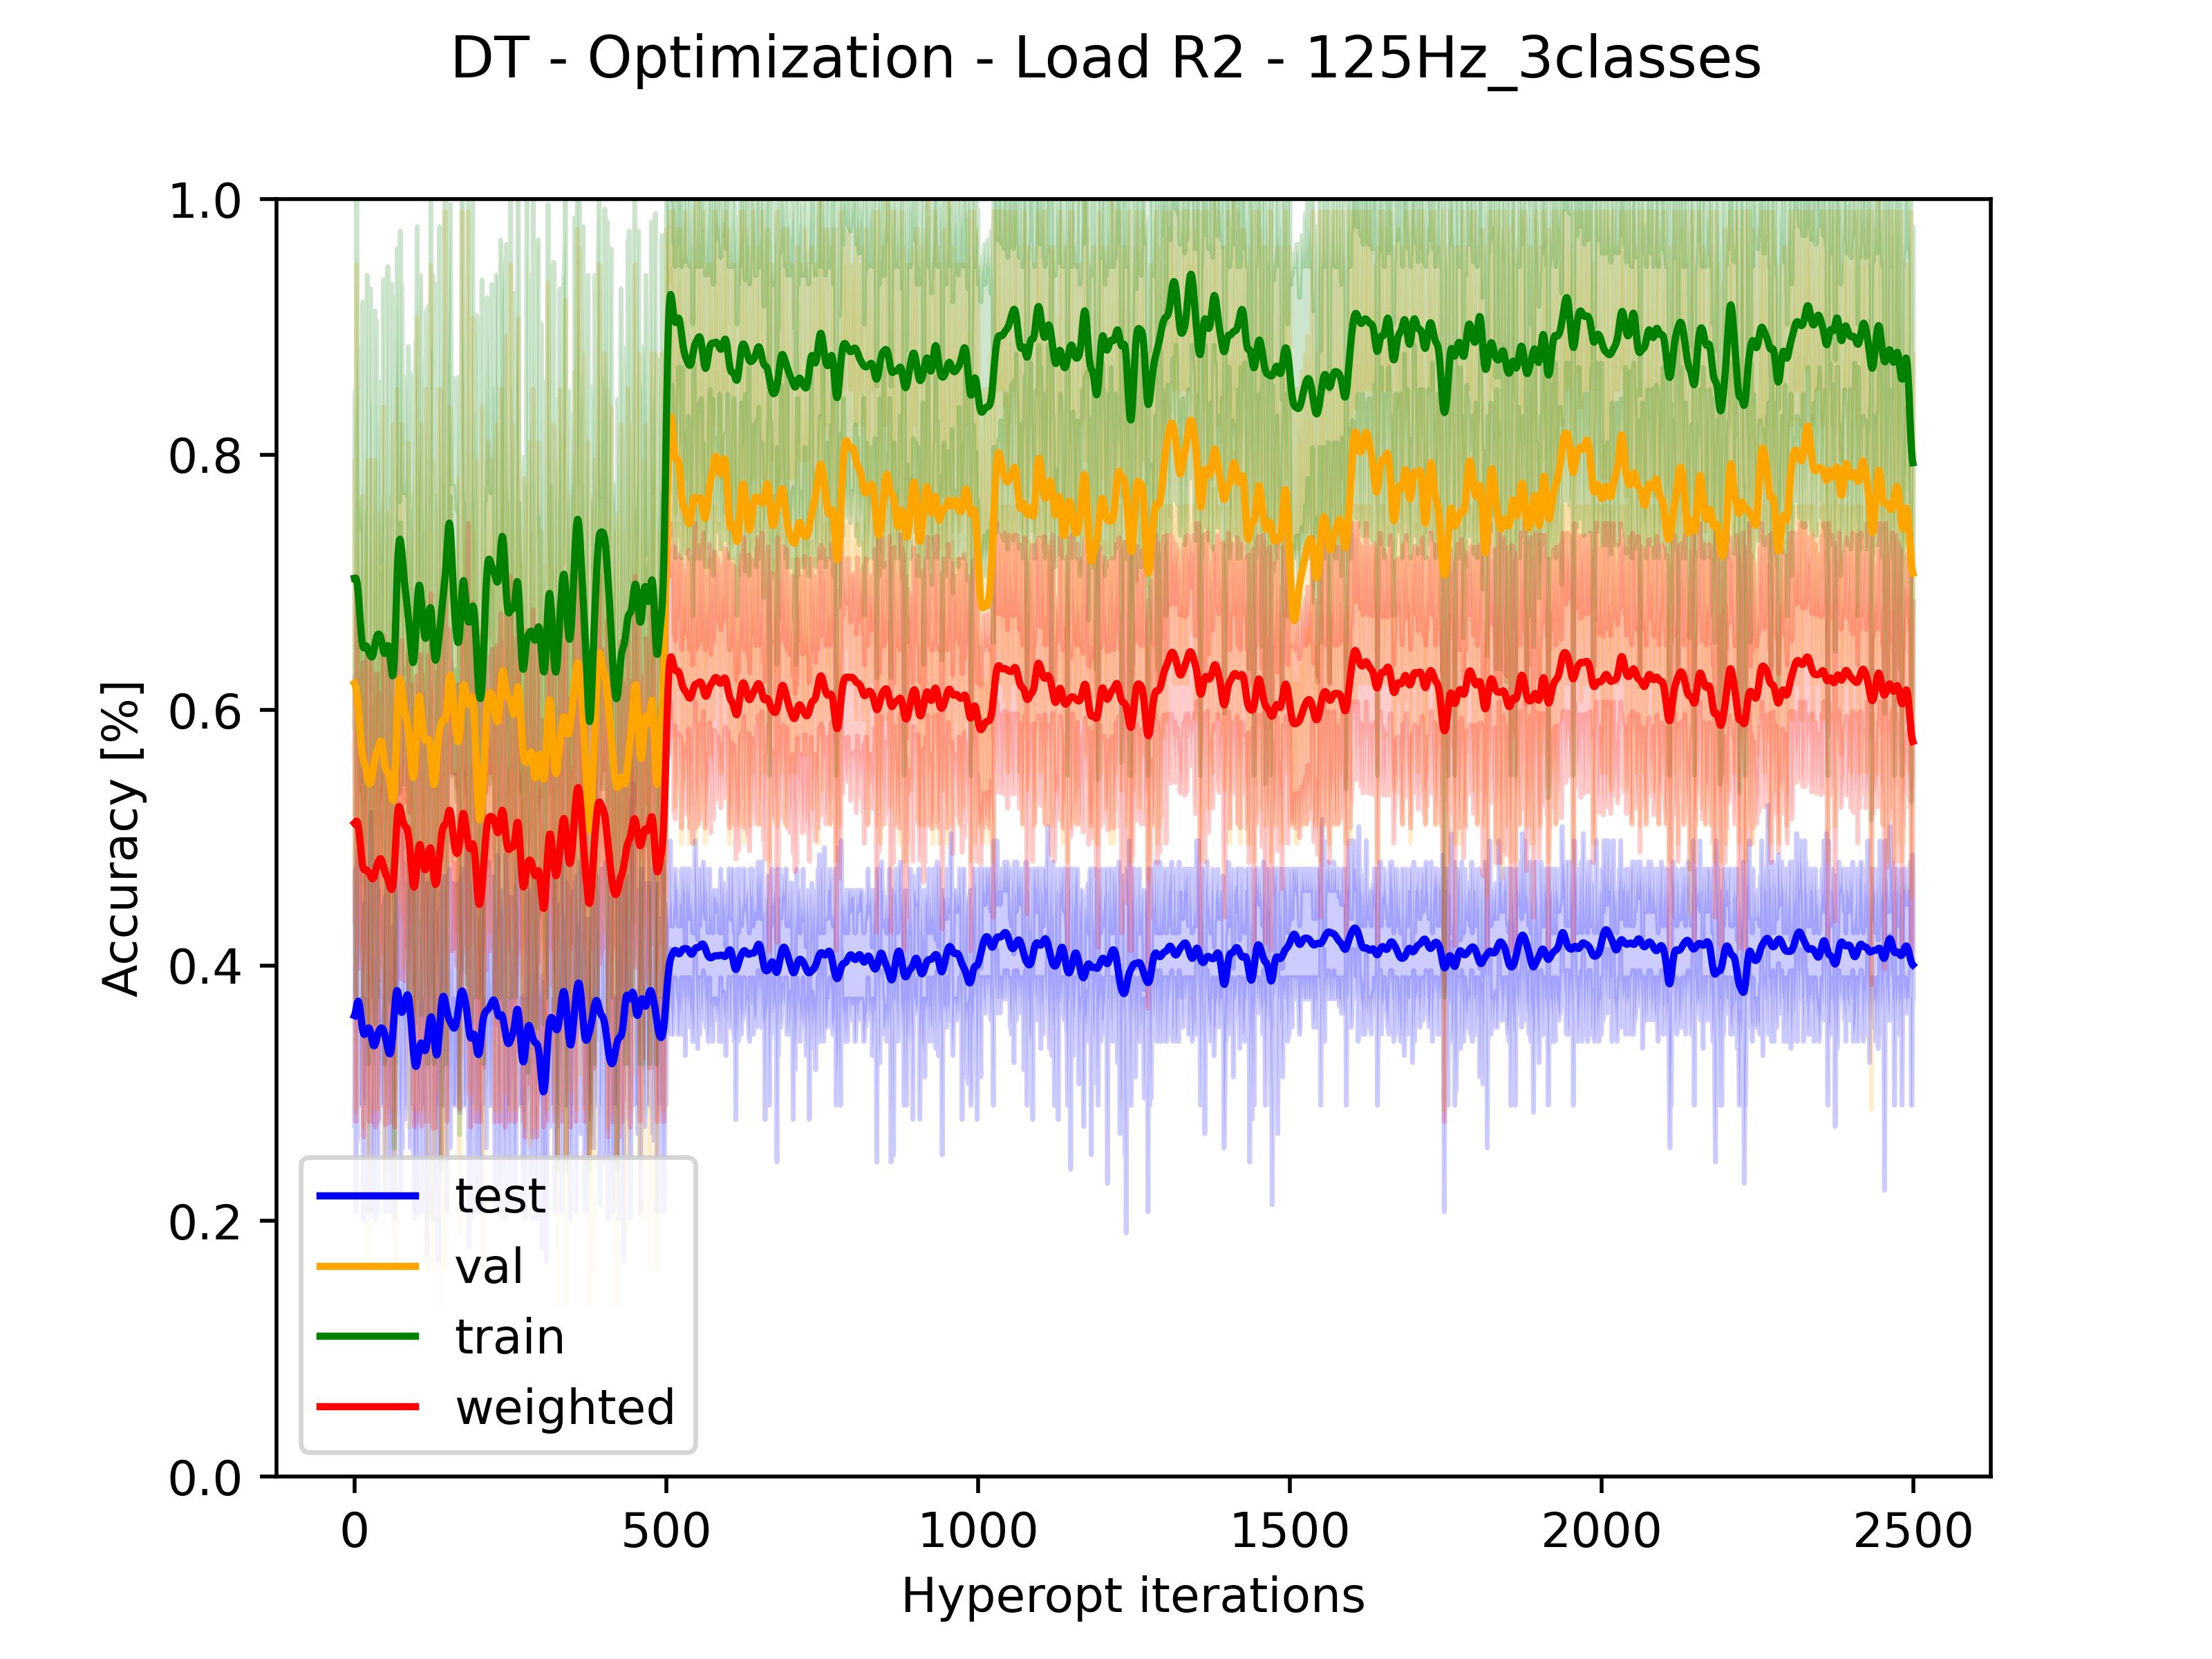 DT - Optimization - Load R2 - 125Hz_3classes
1.0
0.8
0.6
0.4
0.2
0.0
Accuracy [%]
test
val
train
weighted
0 500 1000 1500 2000 2500
Hyperopt iterations